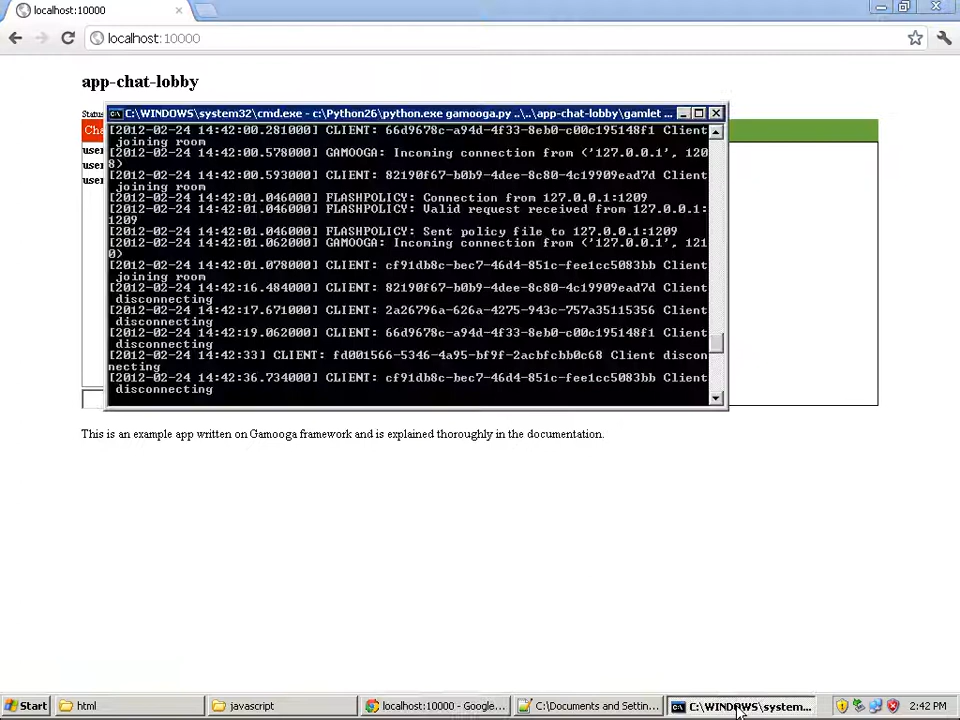 localhost:10000
localhost:10000
app-chat-lobby
Status
C:\WINDOWS\system32\cmd.exe - c:\Python26\python.exe gamooga.py ..\..\app-chat-lobby\gamlet ...
Cha
user
user
user
[2012-02-24 14:42:00.281000] CLIENT: 66d9678c-a94d-4f33-8eb0-c00c195148f1 Client
joining room
[2012-02-24 14:42:00.578000] GAMOOGA: Incoming connection from ('127.0.0.1', 120
8)
[2012-02-24 14:42:00.593000] CLIENT: 82190f67-b0b9-4dee-8c80-4c19909ead7d Client
joining room
[2012-02-24 14:42:01.046000] FLASHPOLICY: Connection from 127.0.0.1:1209
[2012-02-24 14:42:01.046000] FLASHPOLICY: Valid request received from 127.0.0.1:
1209
[2012-02-24 14:42:01.046000] FLASHPOLICY: Sent policy file to 127.0.0.1:1209
[2012-02-24 14:42:01.062000] GAMOOGA: Incoming connection from ('127.0.0.1', 121
0)
[2012-02-24 14:42:01.078000] CLIENT: cf91db8c-bec7-46d4-851c-fee1cc5083bb Client
joining room
[2012-02-24 14:42:16.484000] CLIENT: 82190f67-b0b9-4dee-8c80-4c19909ead7d Client
disconnecting
[2012-02-24 14:42:17.671000] CLIENT: 2a26796a-626a-4275-943c-757a35115356 Client
disconnecting
[2012-02-24 14:42:19.062000] CLIENT: 66d9678c-a94d-4f33-8eb0-c00c195148f1 Client
disconnecting
[2012-02-24 14:42:33] CLIENT: fd001566-5346-4a95-bf9f-2acbfcbb0c68 Client discon
necting
[2012-02-24 14:42:36.734000] CLIENT: cf91db8c-bec7-46d4-851c-fee1cc5083bb Client
disconnecting
This is an example app written on Gamooga framework and is explained thoroughly in the documentation.
Start
html
javascript
localhost:10000 - Google...
C:\Documents and Settin...
C:\WINDOWS\system...
2:42 PM